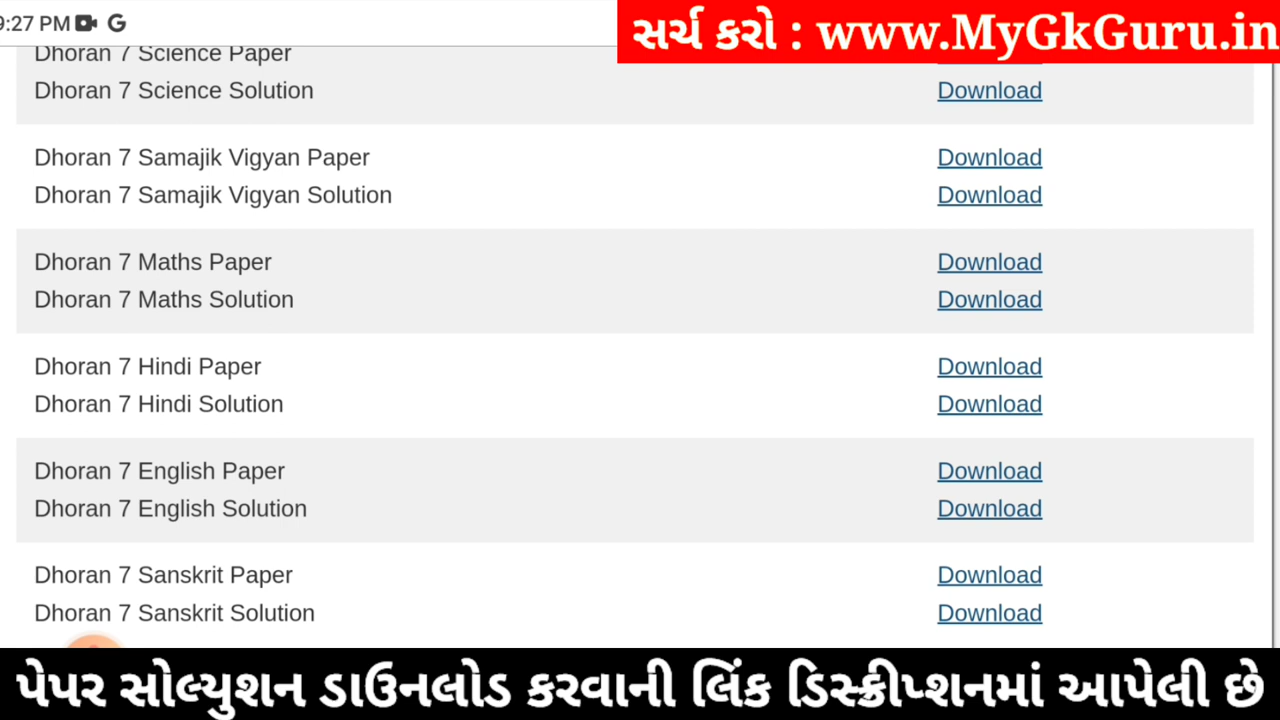 9:27 PM
સર્ચ કરો : www.MyGkGuru.in
Dhoran 7 Science Paper
Dhoran 7 Science Solution Download
Dhoran 7 Samajik Vigyan Paper Download
Dhoran 7 Samajik Vigyan Solution Download
Dhoran 7 Maths Paper Download
Dhoran 7 Maths Solution Download
Dhoran 7 Hindi Paper Download
Dhoran 7 Hindi Solution Download
Dhoran 7 English Paper Download
Dhoran 7 English Solution Download
Dhoran 7 Sanskrit Paper Download
Dhoran 7 Sanskrit Solution Download
પેપર સોલ્યુશન ડાઉનલોડ કરવાની લિંક ડિસ્ક્રીપ્શનમાં આપેલી છે